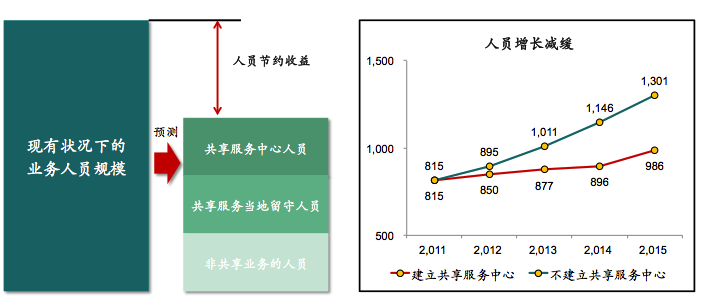 现有状况下的
业务人员规模
预测
人员节约收益
共享服务中心人员
共享服务当地留守人员
非共享业务的人员
人员增长减缓
1,500
1,000
500
815
895
1,011
1,146
1,301
815
850
877
896
986
2,011
2,012
2,013
2,014
2,015
建立共享服务中心
不建立共享服务中心